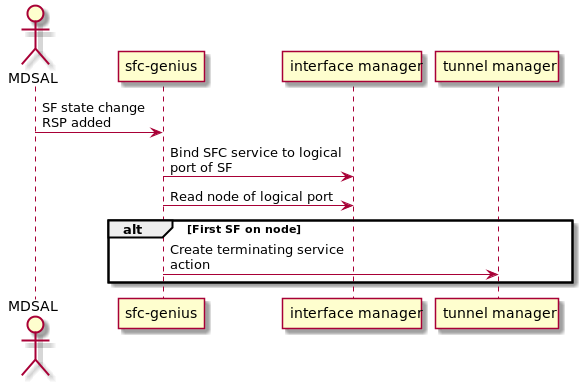 MDSAL
sfc-genius
interface manager
tunnel manager
SF state change
RSP added
Bind SFC service to logical
port of SF
Read node of logical port
alt
[First SF on node]
Create terminating service
action
MDSAL
sfc-genius
interface manager
tunnel manager